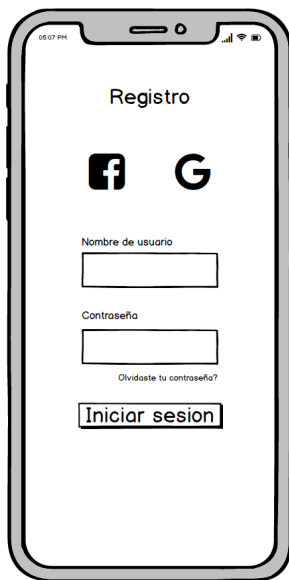 05:07 PM
Registro
Nombre de usuario
Contraseña
Olvidaste tu contraseña?
Iniciar sesion